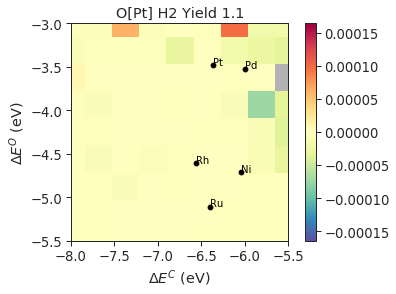 O[Pt] H2 Yield 1.1
−3.0
−3.5
−4.0
−4.5
−5.0
−5.5
ΔE^O (eV)
Pt
Pd
Rh
Ni
Ru
−8.0 −7.5 −7.0 −6.5 −6.0 −5.5
ΔE^C (eV)
0.00015
0.00010
0.00005
0.00000
−0.00005
−0.00010
−0.00015